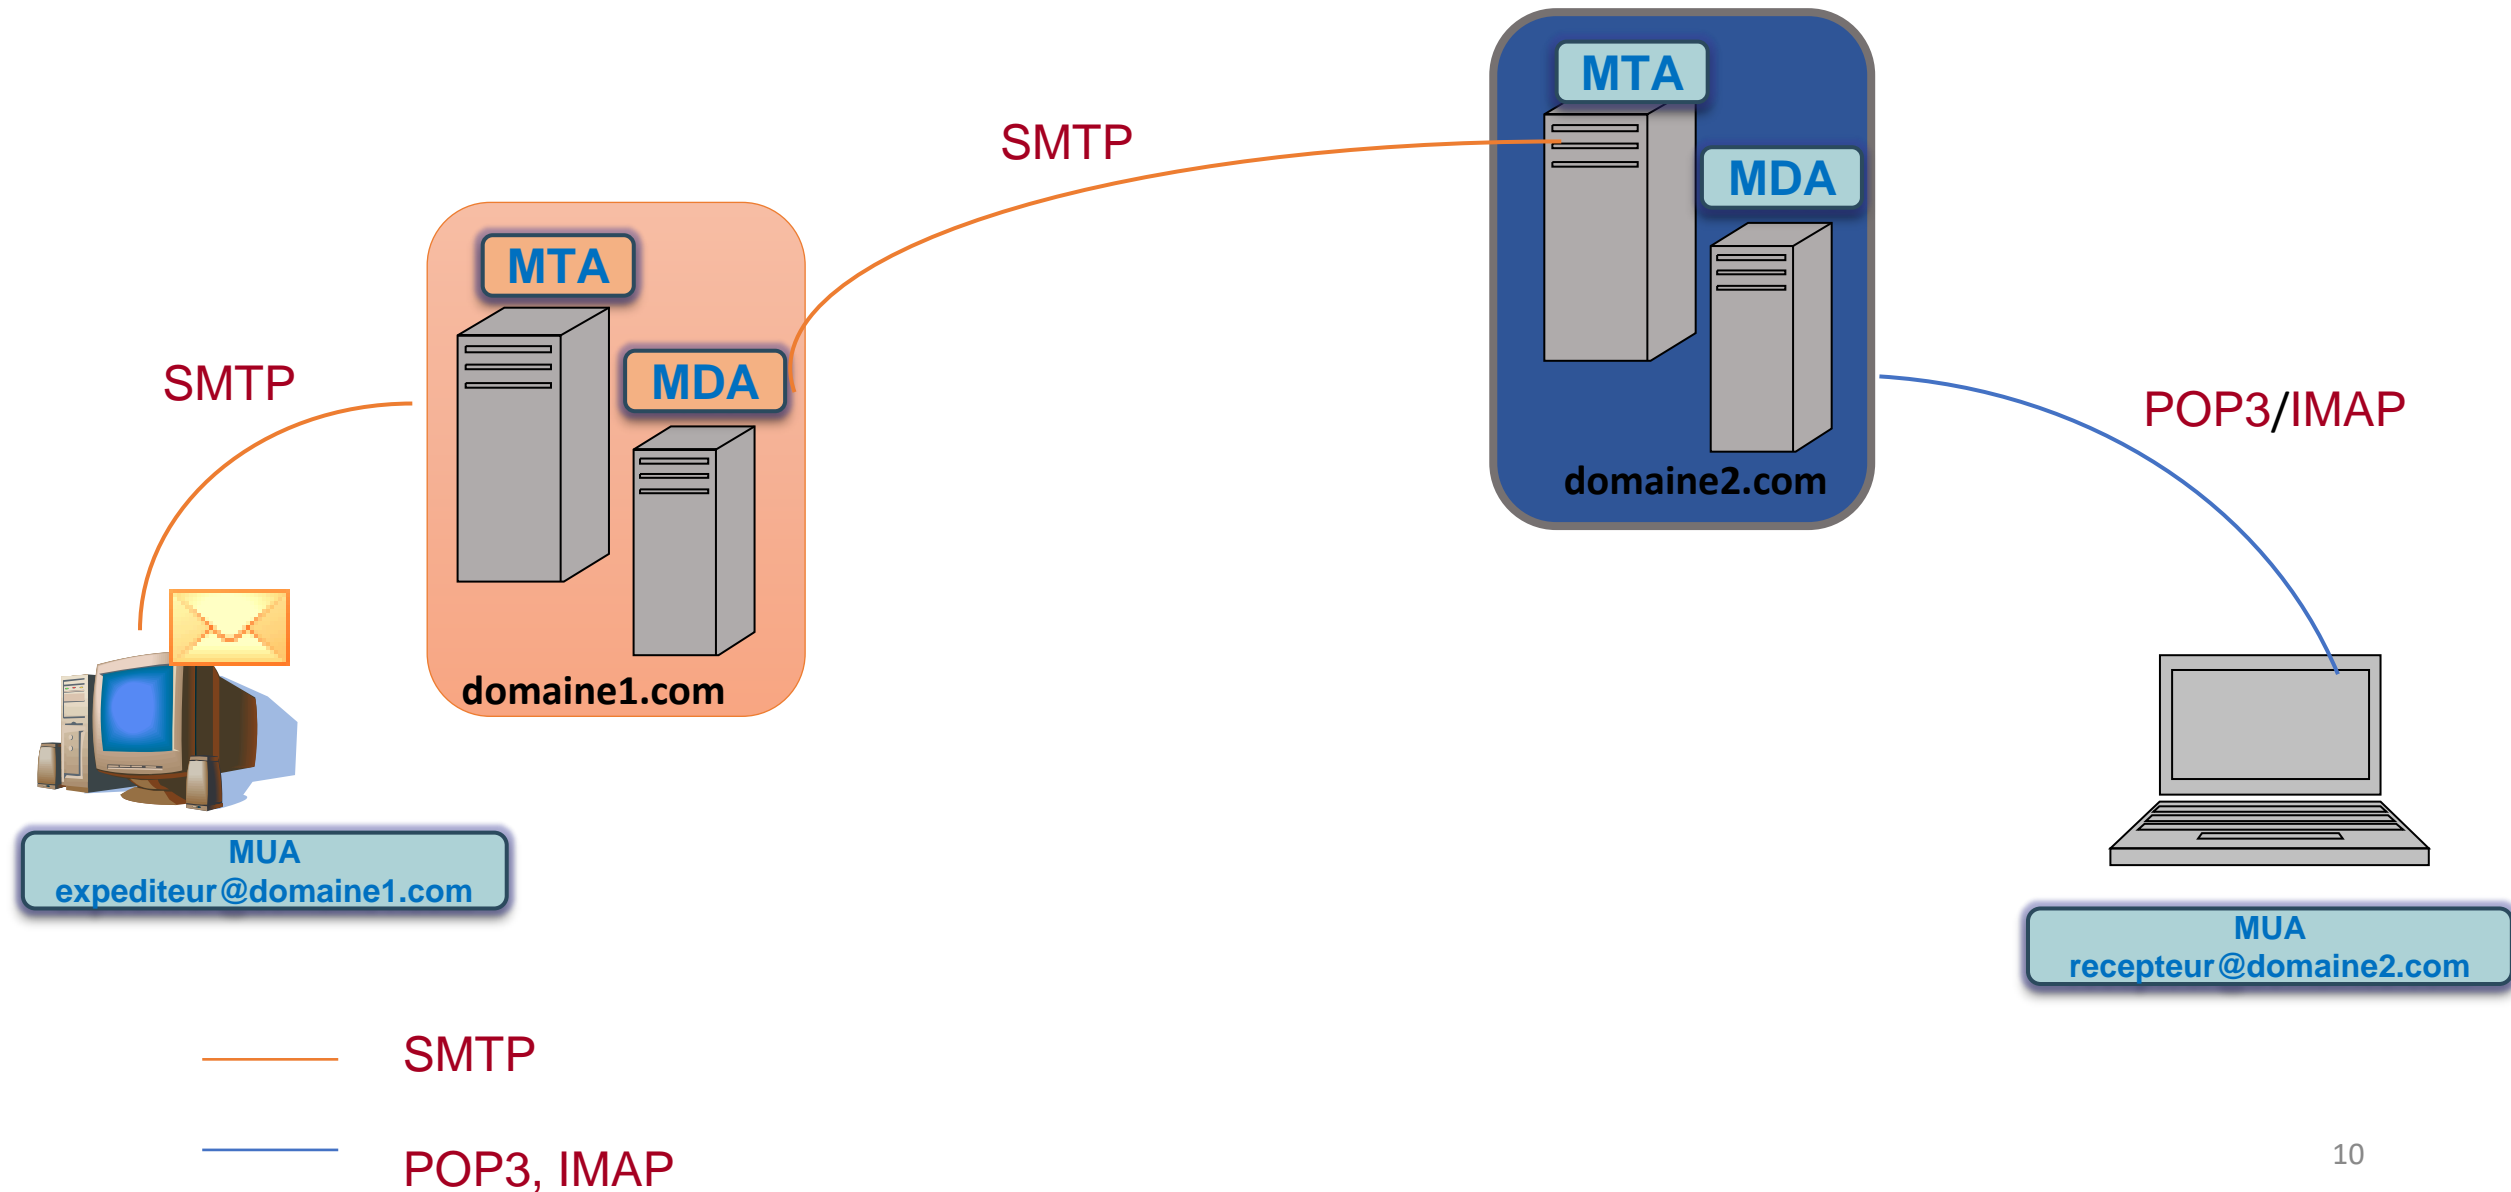 MTA
SMTP
MDA
MTA
SMTP
MDA
POP3/IMAP
domaine2.com
domaine1.com
MUA
expediteur@domaine1.com
MUA
recepteur@domaine2.com
SMTP
POP3, IMAP
10